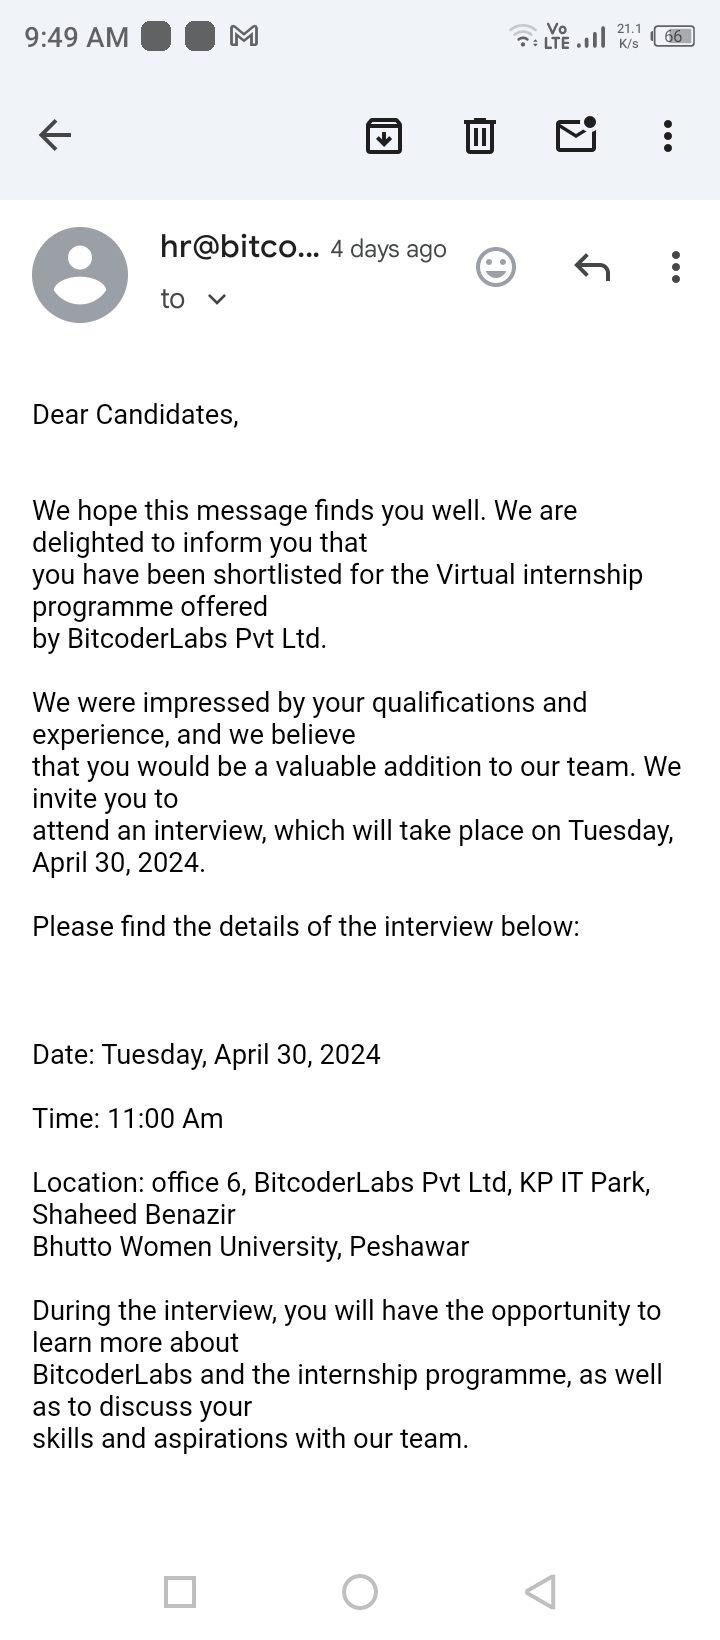 9:49 AM
Vo
LTE
21.1
K/s
66
hr@bitco... 4 days ago
to
Dear Candidates,
We hope this message finds you well. We are
delighted to inform you that
you have been shortlisted for the Virtual internship
programme offered
by BitcoderLabs Pvt Ltd.
We were impressed by your qualifications and
experience, and we believe
that you would be a valuable addition to our team. We
invite you to
attend an interview, which will take place on Tuesday,
April 30, 2024.
Please find the details of the interview below:
Date: Tuesday, April 30, 2024
Time: 11:00 Am
Location: office 6, BitcoderLabs Pvt Ltd, KP IT Park,
Shaheed Benazir
Bhutto Women University, Peshawar
During the interview, you will have the opportunity to
learn more about
BitcoderLabs and the internship programme, as well
as to discuss your
skills and aspirations with our team.